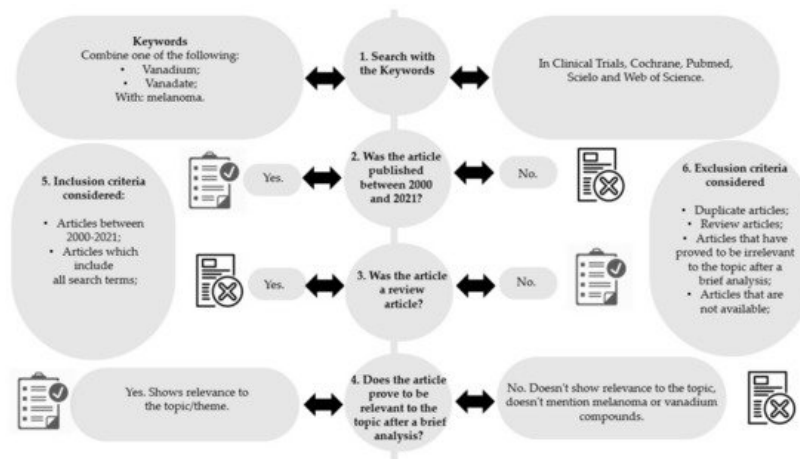 Keywords
Combine one of the following:
• Vanadium;
• Vanadate;
With: melanoma.
1. Search with
the Keywords
In Clinical Trials, Cochrane, Pubmed,
Scielo and Web of Science.
2. Was the article
published
between 2000
and 2021?
Yes.
No.
5. Inclusion criteria
considered:
• Articles between
2000-2021;
• Articles which
include
all search terms;
6. Exclusion criteria
considered
• Duplicate articles;
• Review articles;
• Articles that have
proved to be irrelevant
to the topic after a
brief analysis;
• Articles that are
not available;
3. Was the article
a review
article?
Yes.
No.
4. Does the article
prove to be
relevant to the
topic after a brief
analysis?
Yes. Shows relevance to
the topic/theme.
No. Doesn't show relevance to the topic,
doesn't mention melanoma or vanadium
compounds.